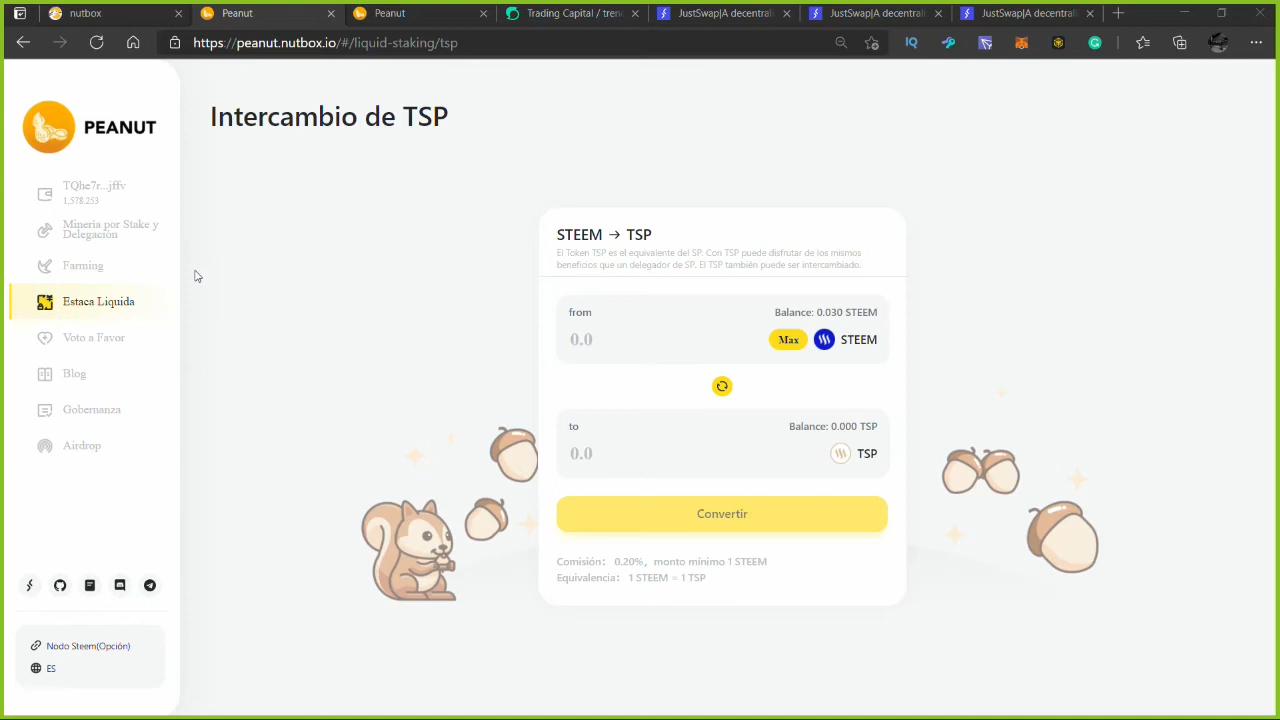 nutbox
Peanut
Peanut
Trading Capital / tren
JustSwap|A decentrali
JustSwap|A decentrali
JustSwap|A decentrali
https://peanut.nutbox.io/#/liquid-staking/tsp
IQ
PEANUT
TQhe7r...jffv
1,578.253
Mineria por Stake y
Delegación
Farming
Estaca Liquida
Voto a Favor
Blog
Gobernanza
Airdrop
Nodo Steem(Opción)
ES
Intercambio de TSP
STEEM → TSP
El Token TSP es el equivalente del SP. Con TSP puede disfrutar de los mismos
beneficios que un delegador de SP. El TSP también puede ser intercambiado.
from
Balance: 0.030 STEEM
0.0
Max
STEEM
to
Balance: 0.000 TSP
0.0
TSP
Convertir
Comisión: 0.20%, monto mínimo 1 STEEM
Equivalencia: 1 STEEM = 1 TSP